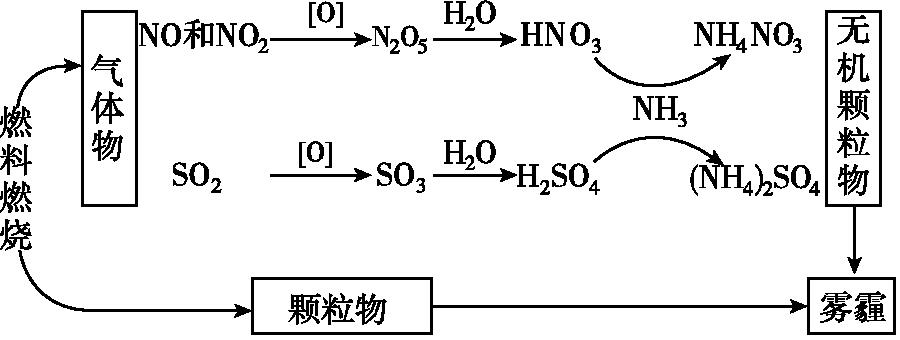 燃料燃烧
气体物
NO和NO₂ [O] N₂O₅ H₂O HNO₃ NH₄NO₃
NH₃
SO₂ [O] SO₃ H₂O H₂SO₄ (NH₄)₂SO₄
无机颗粒物
颗粒物
雾霾